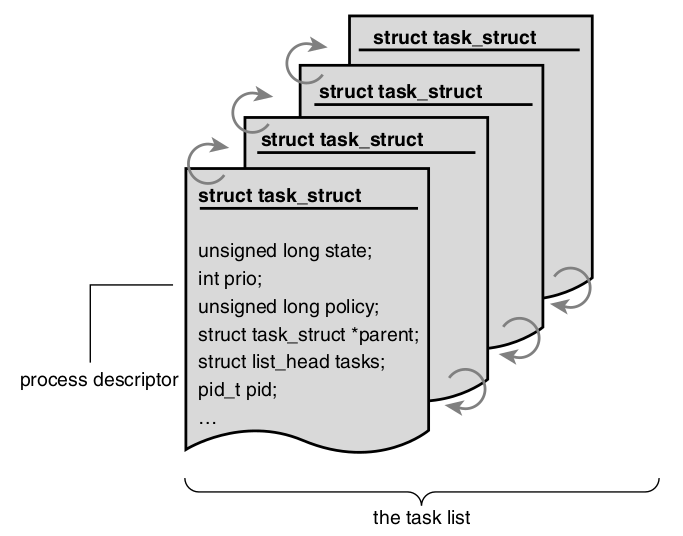 struct task_struct
struct task_struct
struct task_struct
struct task_struct
unsigned long state;
int prio;
unsigned long policy;
struct task_struct *parent;
struct list_head tasks;
process descriptor
pid_t pid;
…
the task list